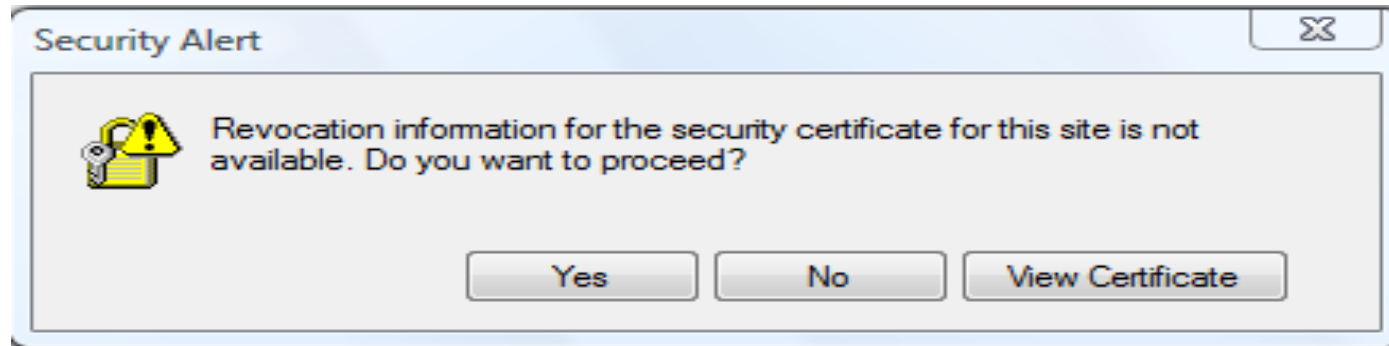 Security Alert
Revocation information for the security certificate for this site is not
available. Do you want to proceed?
Yes No View Certificate